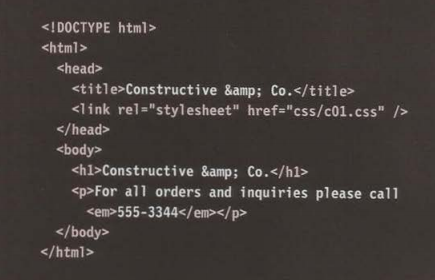 <!DOCTYPE html>
<html>
<head>
<title>Constructive &amp; Co.</title>
<link rel="stylesheet" href="css/c01.css" />
</head>
<body>
<h1>Constructive &amp; Co.</h1>
<p>For all orders and inquiries please call
<em>555-3344</em></p>
</body>
</html>